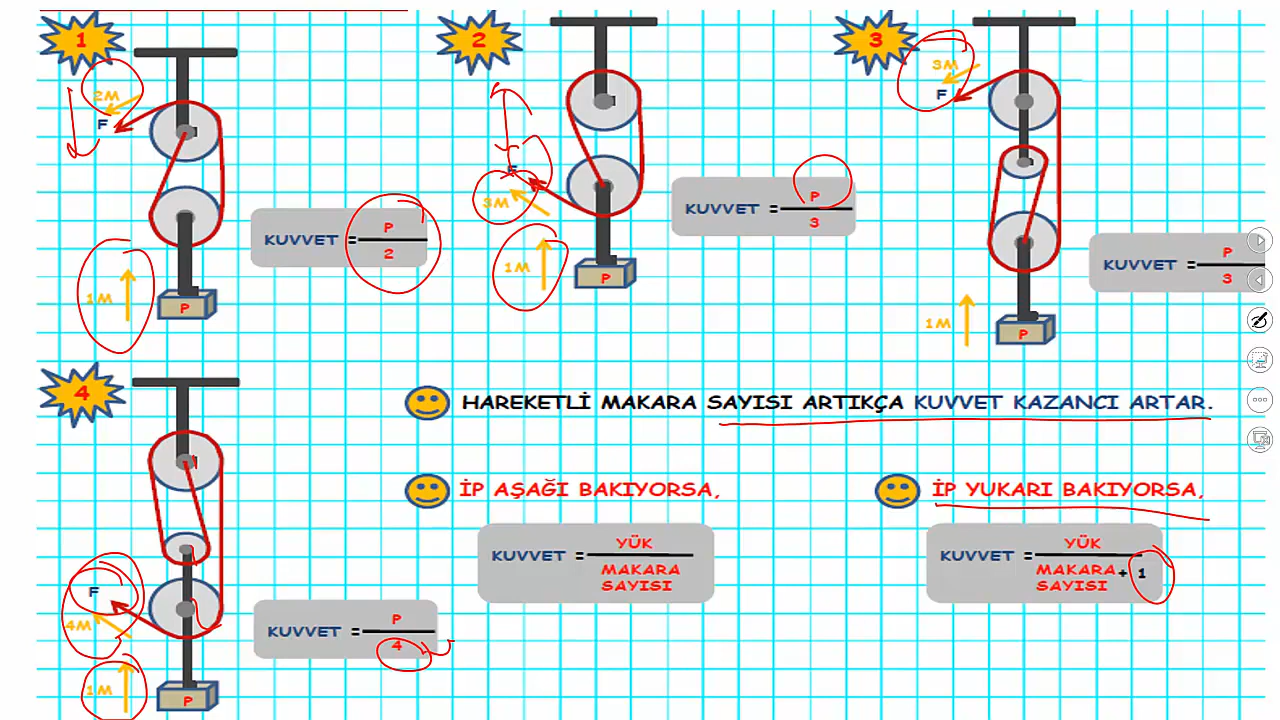 1
2M
F
1M
P
KUVVET = P
2
2
F
3M
1M
P
KUVVET = P
3
3
3M
F
1M
P
KUVVET = P
3
4
F
4M
1M
P
KUVVET = P
4
HAREKETLİ MAKARA SAYISI ARTIKÇA KUVVET KAZANCI ARTAR.
İP AŞAĞI BAKIYORSA,
KUVVET = YÜK
MAKARA
SAYISI
İP YUKARI BAKIYORSA,
KUVVET = YÜK
MAKARA + 1
SAYISI